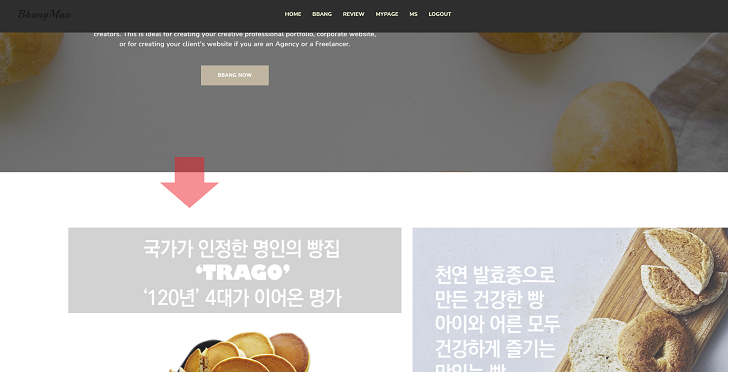 BbangMan
HOME BBANG REVIEW MYPAGE MS LOGOUT
creators. This is ideal for creating your creative professional portfolio, corporate website,
or for creating your client's website if you are an Agency or a Freelancer.
BBANG NOW
국가가 인정한 명인의 빵집
‘TRAGO’
‘120년’ 4대가 이어온 명가
천연 발효종으로
만든 건강한 빵
아이와 어른 모두
건강하게 즐기는
맛있는 빵